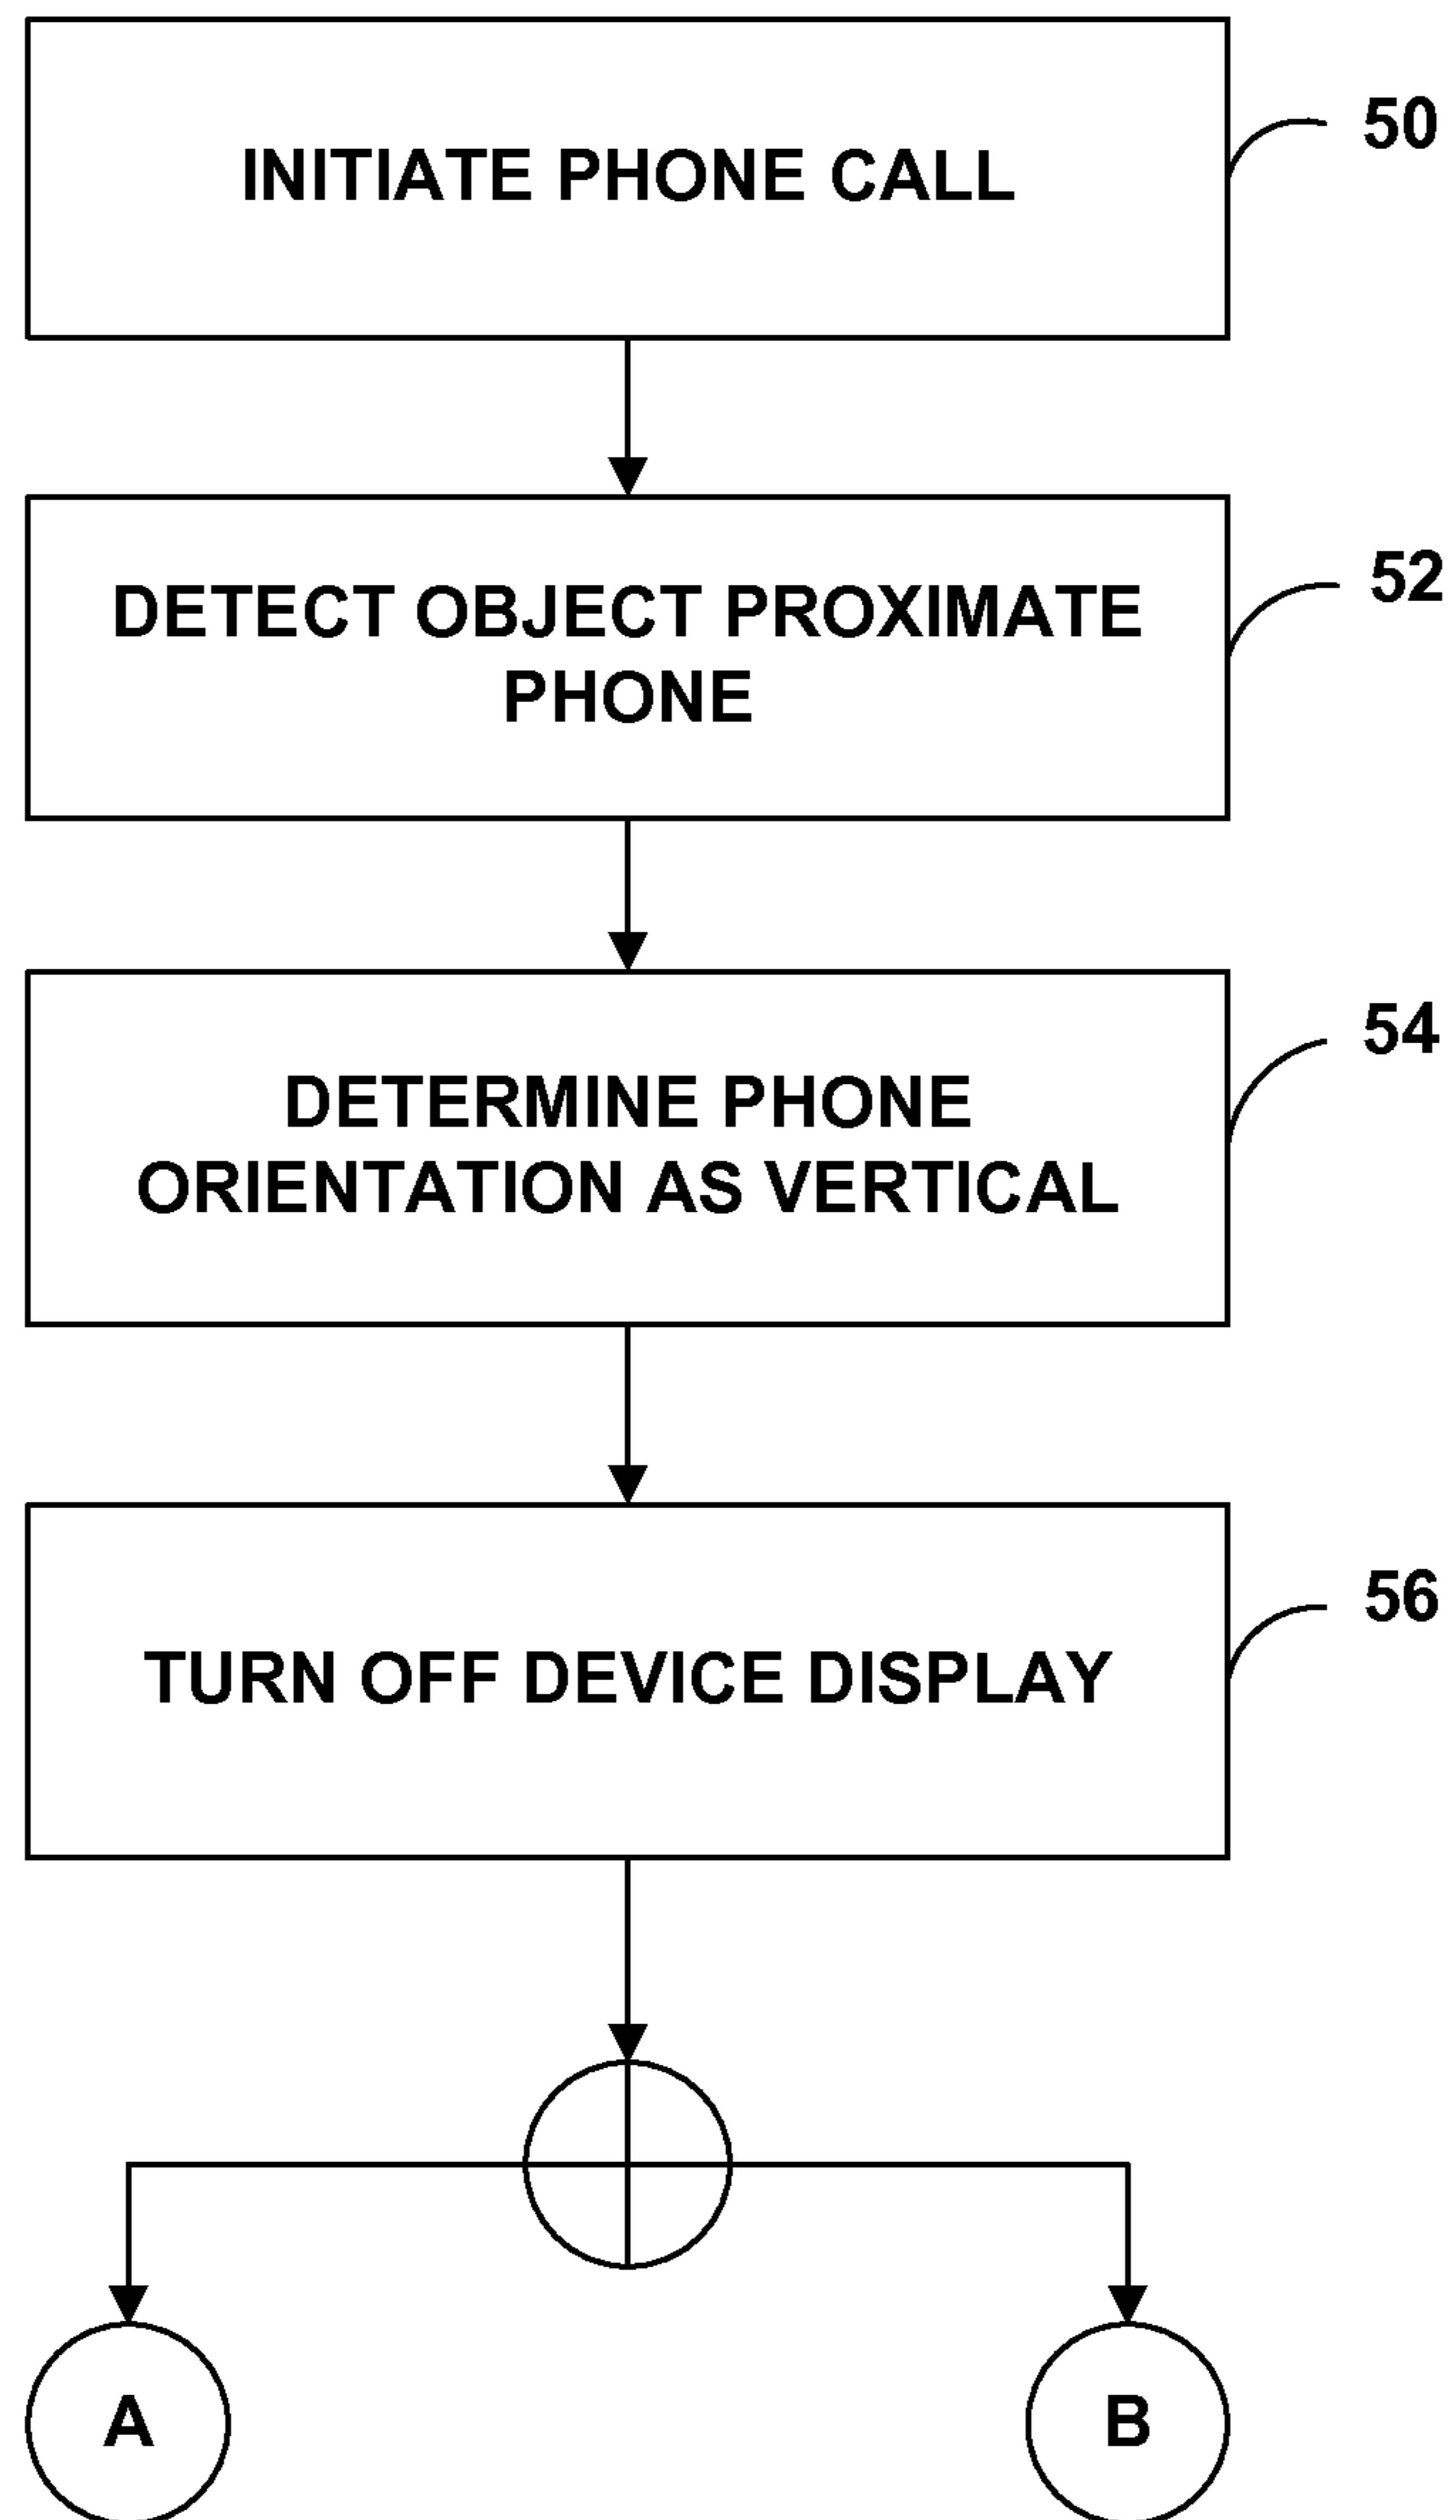 INITIATE PHONE CALL
50
DETECT OBJECT PROXIMATE
PHONE
52
DETERMINE PHONE
ORIENTATION AS VERTICAL
54
TURN OFF DEVICE DISPLAY
56
A
B